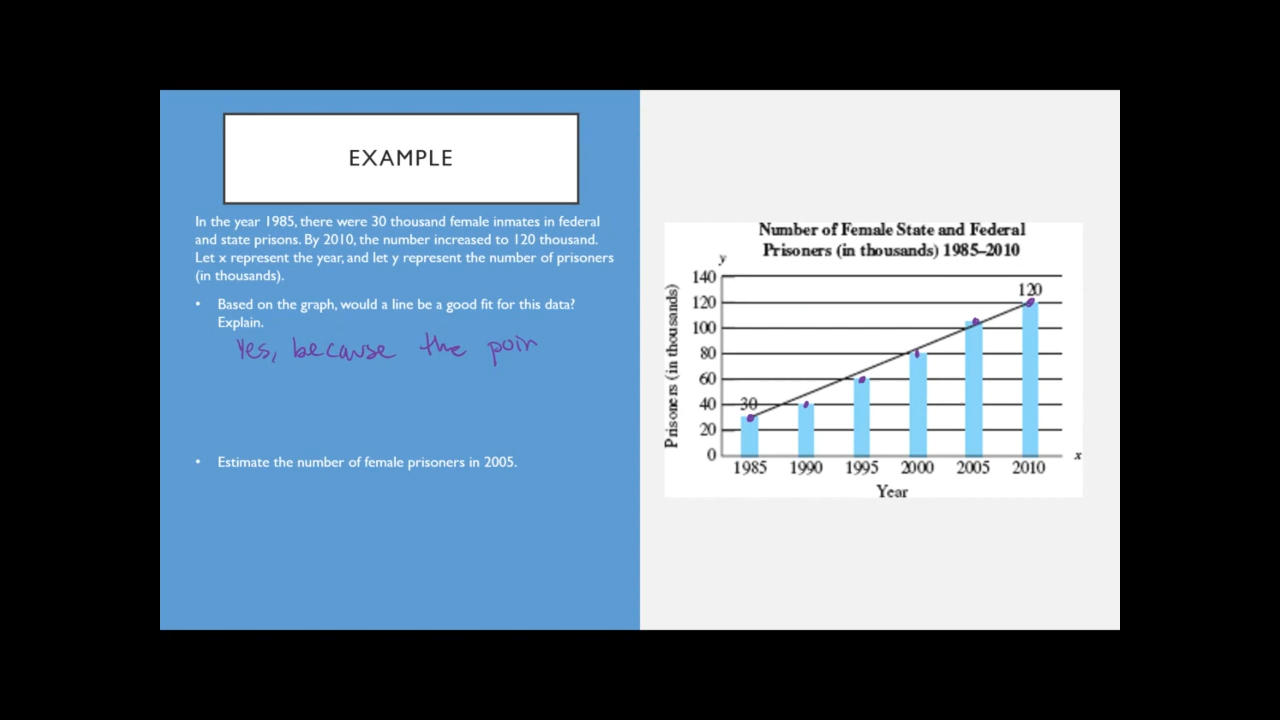 EXAMPLE
In the year 1985, there were 30 thousand female inmates in federal
and state prisons. By 2010, the number increased to 120 thousand.
Let x represent the year, and let y represent the number of prisoners
(in thousands).
• Based on the graph, would a line be a good fit for this data?
Explain.
Yes, because the poin
• Estimate the number of female prisoners in 2005.
Number of Female State and Federal
Prisoners (in thousands) 1985–2010
y
140
120
100
80
60
40
20
0
Prisoners (in thousands)
30
120
1985 1990 1995 2000 2005 2010
x
Year